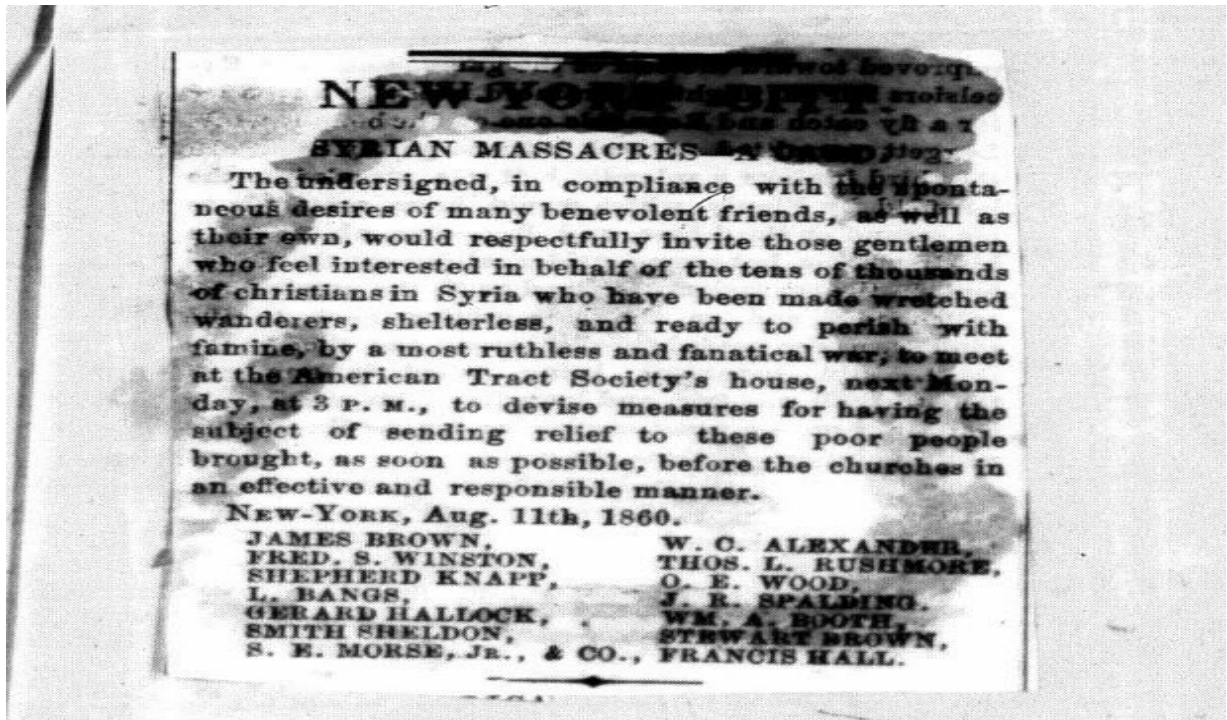 NEW-YORK CITY
SYRIAN MASSACRES—A CARD,
The undersigned, in compliance with the sponta-
neous desires of many benevolent friends, as well as
their own, would respectfully invite those gentlemen
who feel interested in behalf of the tens of thousands
of christians in Syria who have been made wretched
wanderers, shelterless, and ready to perish with
famine, by a most ruthless and fanatical war, to meet
at the American Tract Society's house, next Mon-
day, at 3 P. M., to devise measures for having the
subject of sending relief to these poor people
brought, as soon as possible, before the churches in
an effective and responsible manner.
NEW-YORK, Aug. 11th, 1860.
JAMES BROWN, W. C. ALEXANDER,
FRED. S. WINSTON, THOS. L. RUSHMORE,
SHEPHERD KNAPP, O. E. WOOD,
L. BANGS, J. R. SPALDING.
GERARD HALLOCK, WM. A. BOOTH,
SMITH SHELDON, STEWART BROWN,
S. E. MORSE, JR., & CO., FRANCIS HALL.